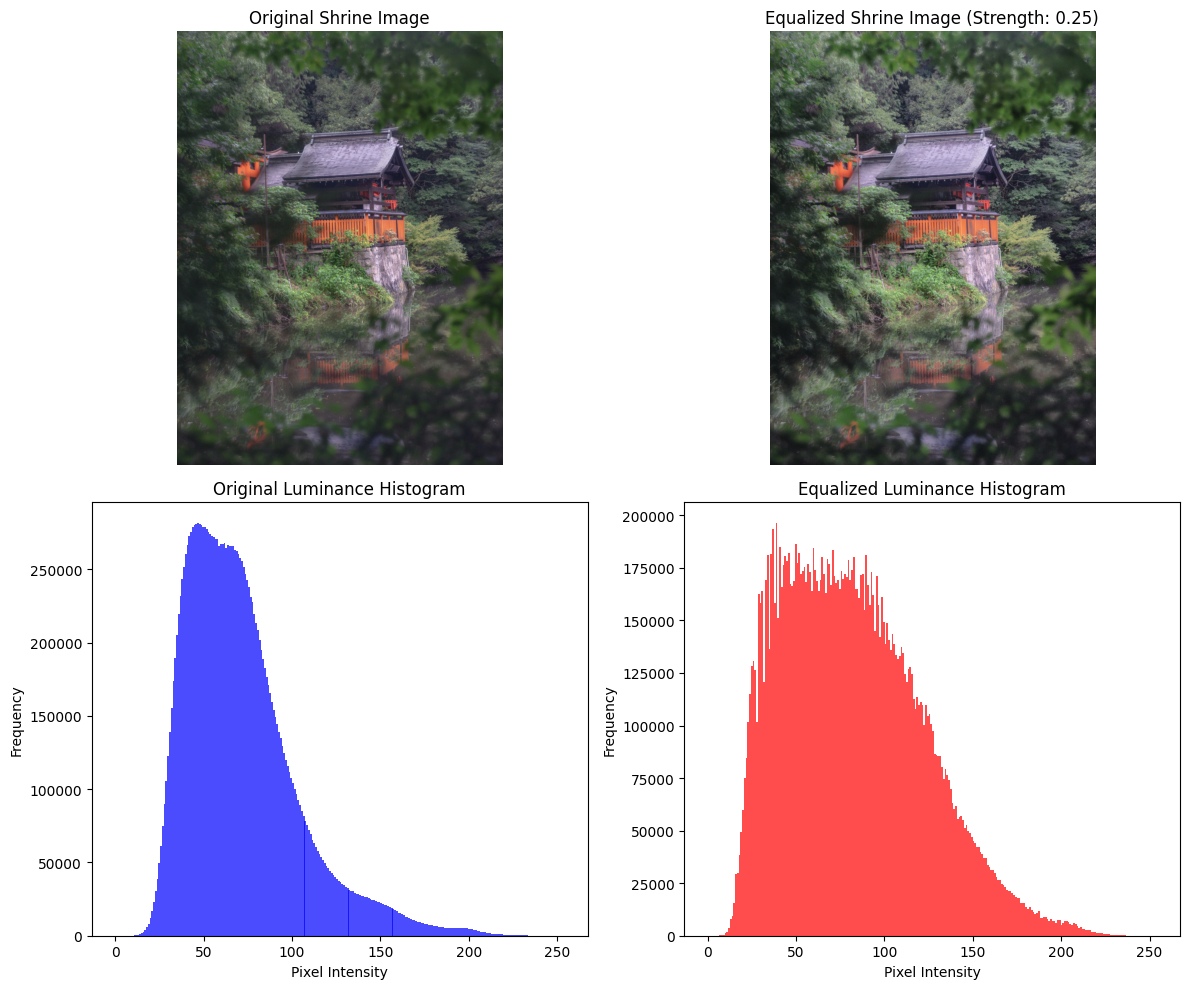 Original Shrine Image
Equalized Shrine Image (Strength: 0.25)
Original Luminance Histogram
Equalized Luminance Histogram
Frequency
250000
200000
150000
100000
50000
0
0 50 100 150 200 250
Pixel Intensity
Frequency
200000
175000
150000
125000
100000
75000
50000
25000
0
0 50 100 150 200 250
Pixel Intensity